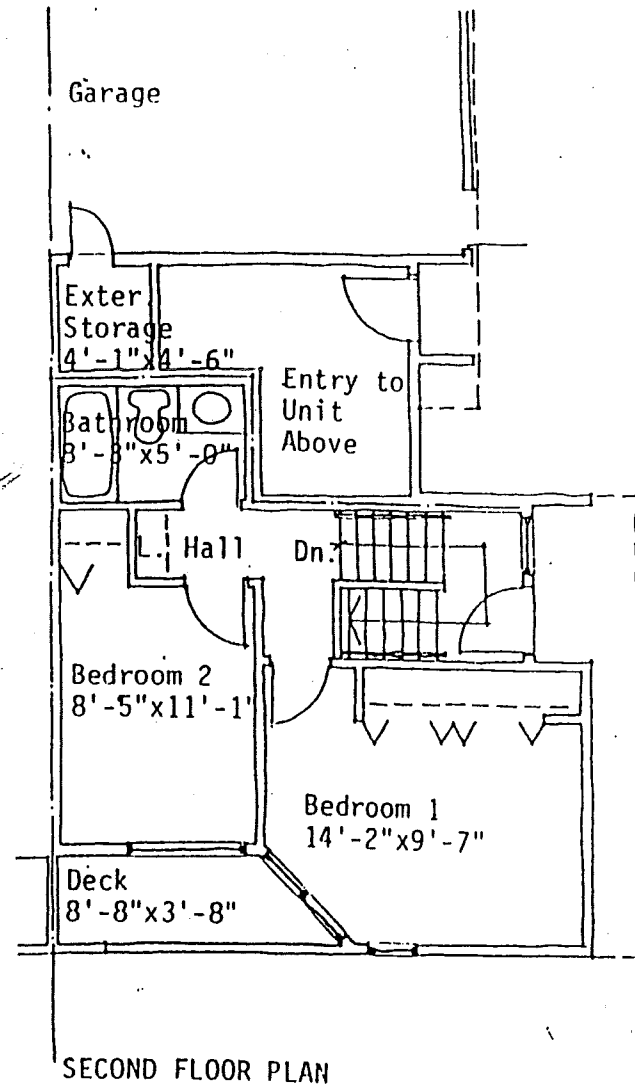 Garage
Exter.
Storage
4'-1"x4'-6"
Entry to
Unit
Above
Bathroom
8'-8"x5'-0"
L. Hall Dn.
Bedroom 2
8'-5"x11'-1"
Bedroom 1
14'-2"x9'-7"
Deck
8'-8"x3'-8"
SECOND FLOOR PLAN